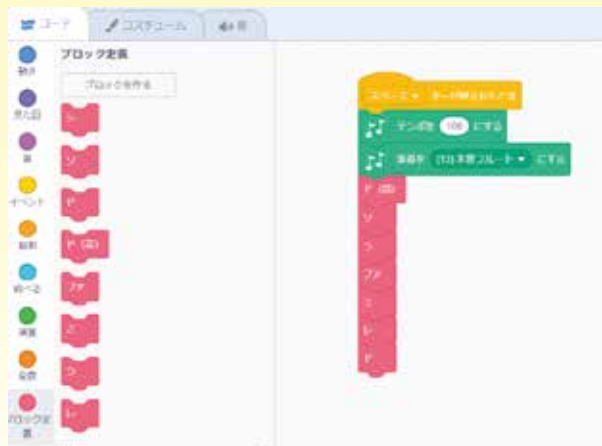 コード コスチューム 音
ブロック定義
ブロックを作る
動き
見た目
音
イベント
制御
調べる
演算
変数
ブロック定義
シ
ソ
ド
ド (高)
ファ
ミ
ラ
レ
スペース キーが押されたとき
テンポを 100 にする
楽器を (12)木管フルート にする
ド (高)
ソ
ラ
ファ
ミ
レ
ド